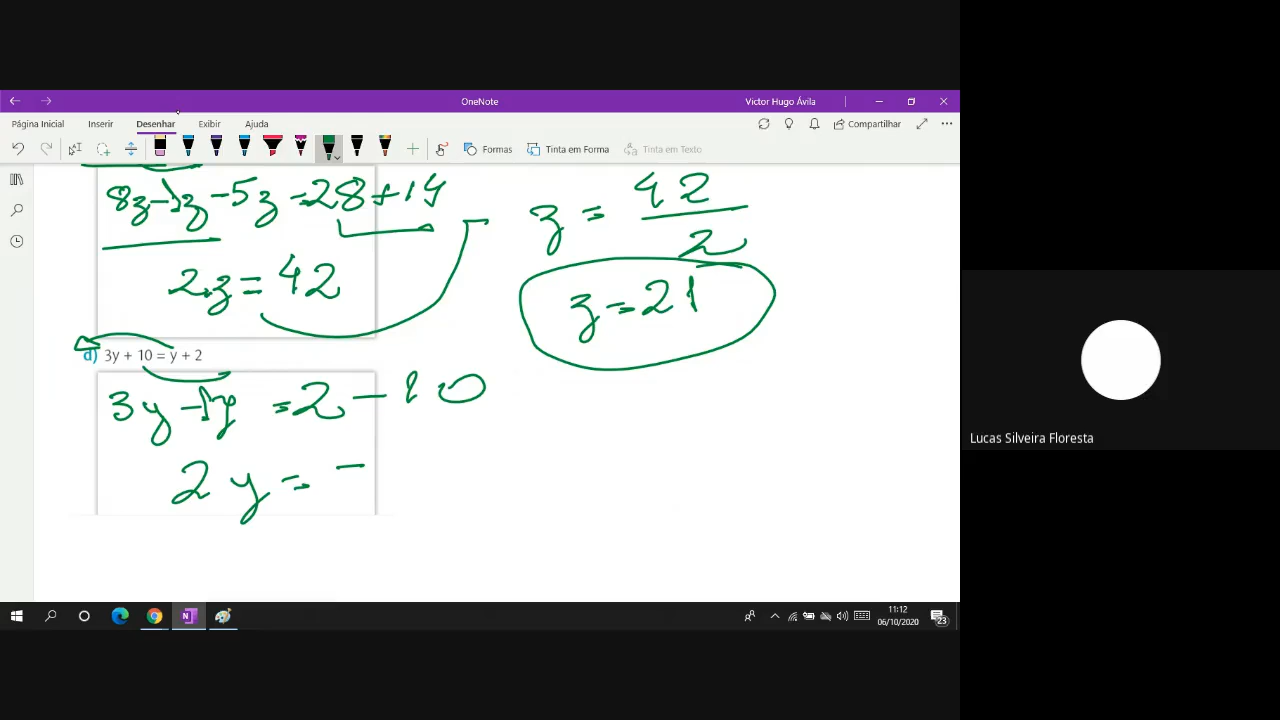 OneNote
Victor Hugo Ávila
Página Inicial Inserir Desenhar Exibir Ajuda
Compartilhar
Formas Tinta em Forma Tinta em Texto
8z-1z-5z=28+14
2z=42
z=42/2
z=21
d) 3y + 10 = y + 2
3y-1y=2-10
2y=-
Lucas Silveira Floresta
11:12
06/10/2020
23